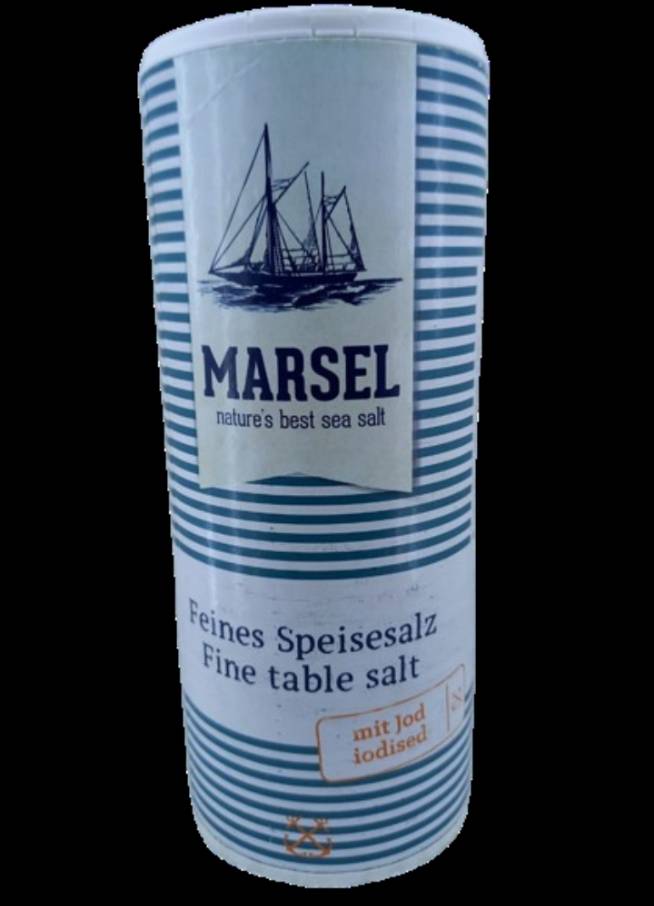 MARSEL
nature's best sea salt
Feines Speisesalz
Fine table salt
mit Jod
iodised